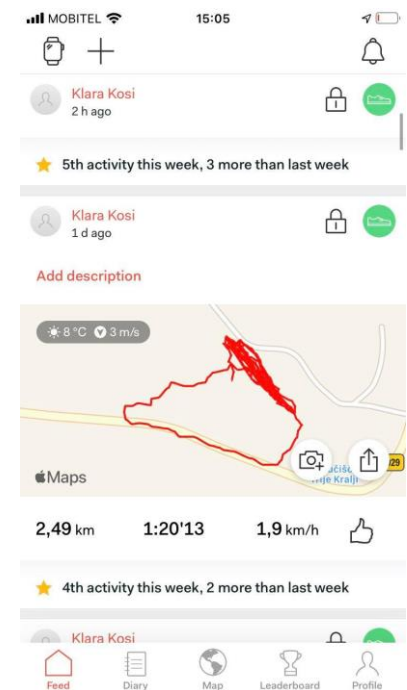 MOBITEL
15:05
Klara Kosi
2 h ago
5th activity this week, 3 more than last week
Klara Kosi
1 d ago
Add description
8 °C 3 m/s
Maps
29
2,49 km 1:20'13 1,9 km/h
4th activity this week, 2 more than last week
Klara Kosi
Feed Diary Map Leaderboard Profile